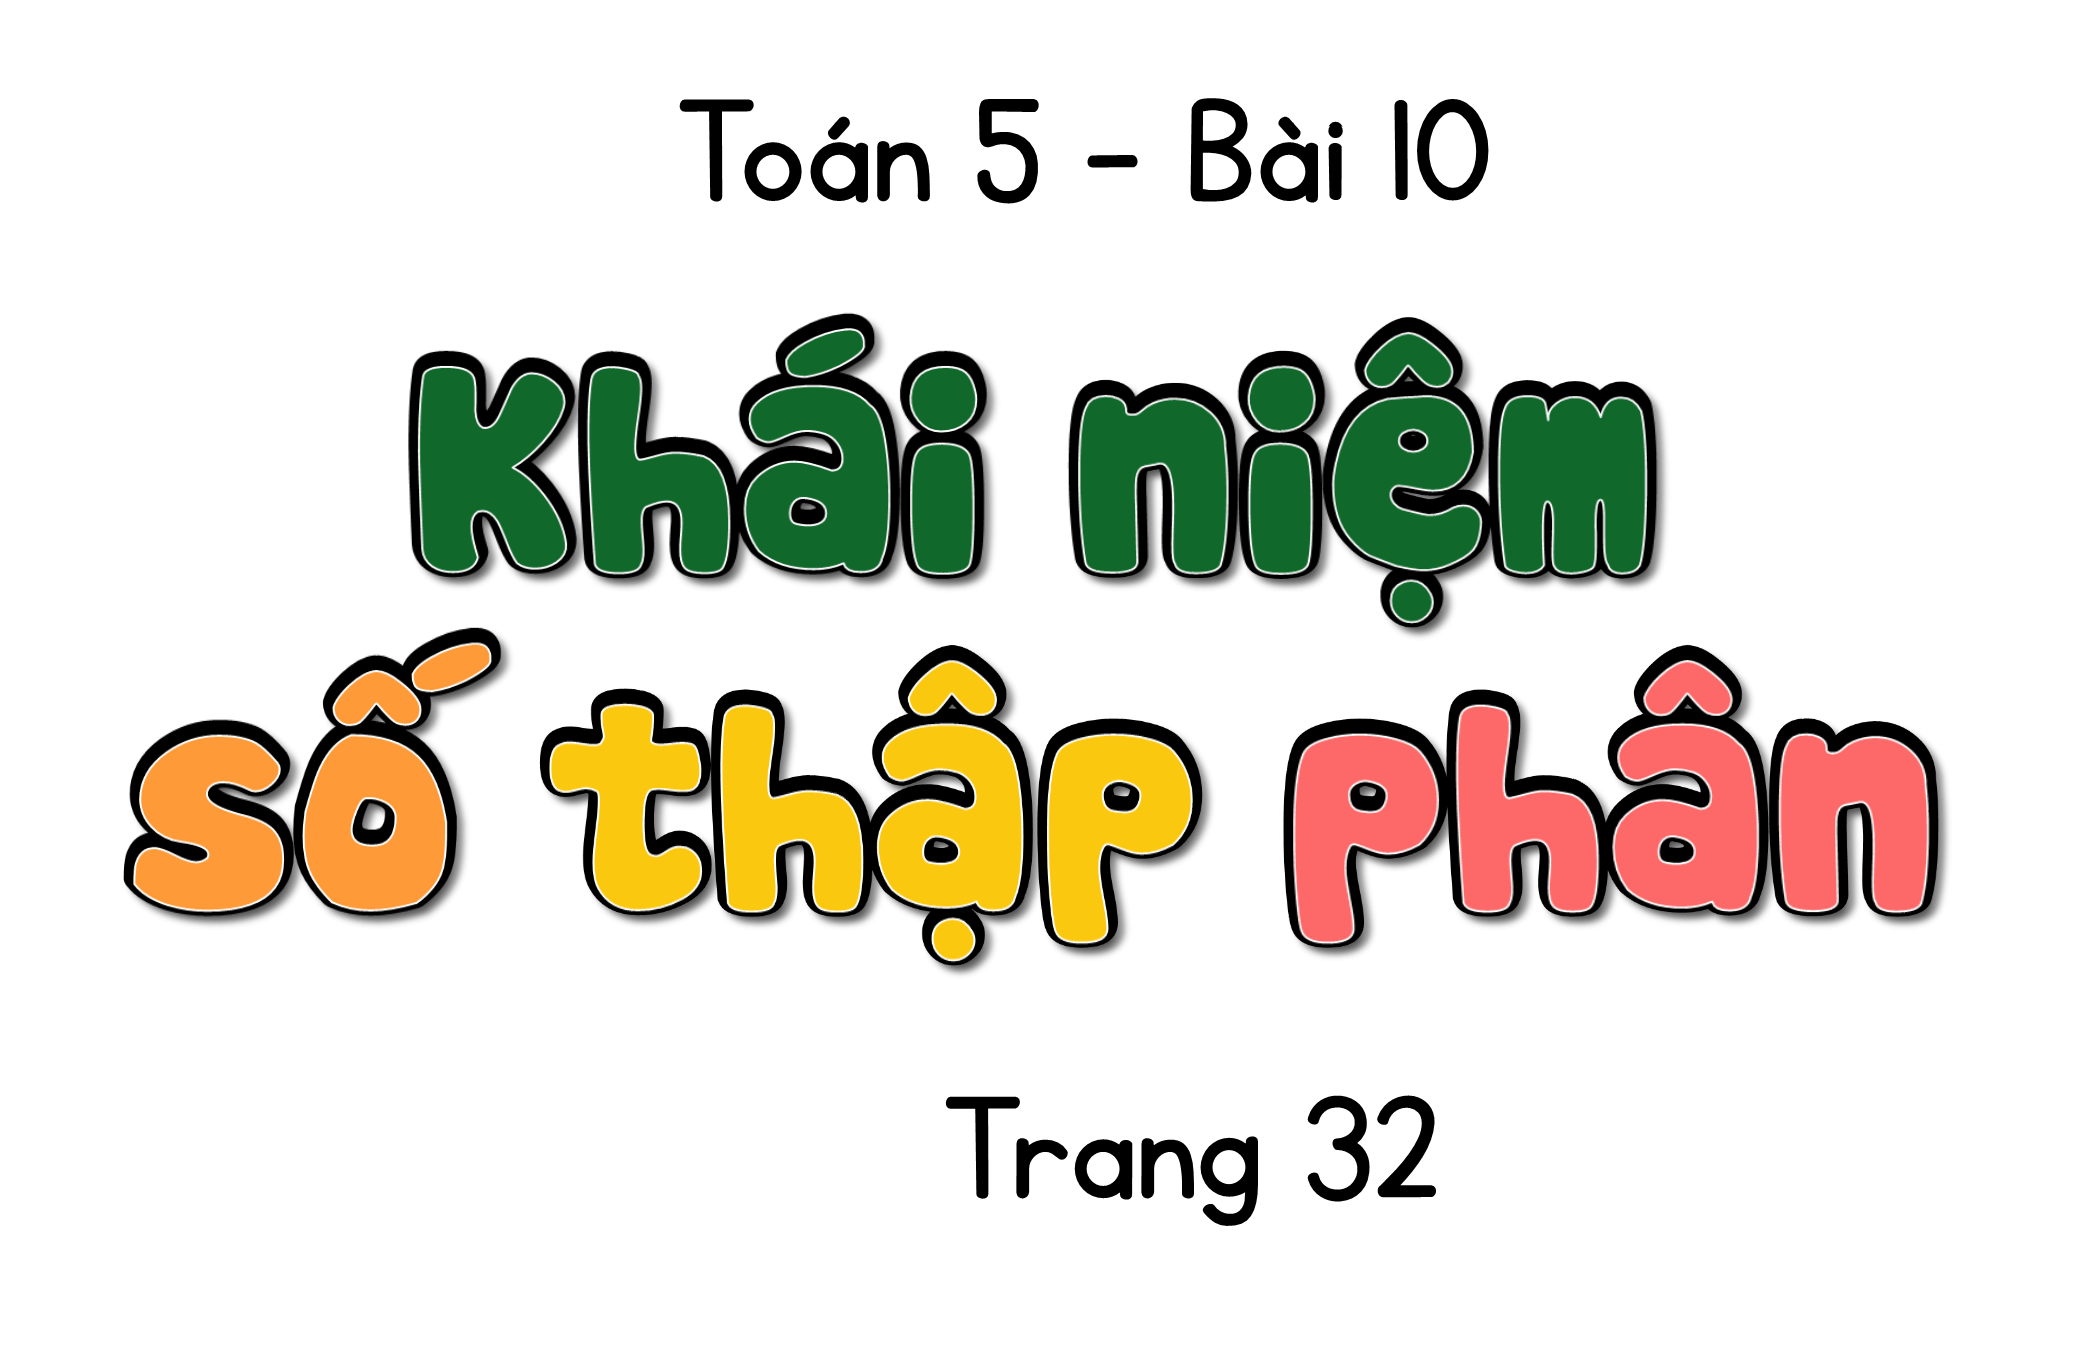 Toán 5 - Bài 10
Khái niệm
số thập phân
Trang 32